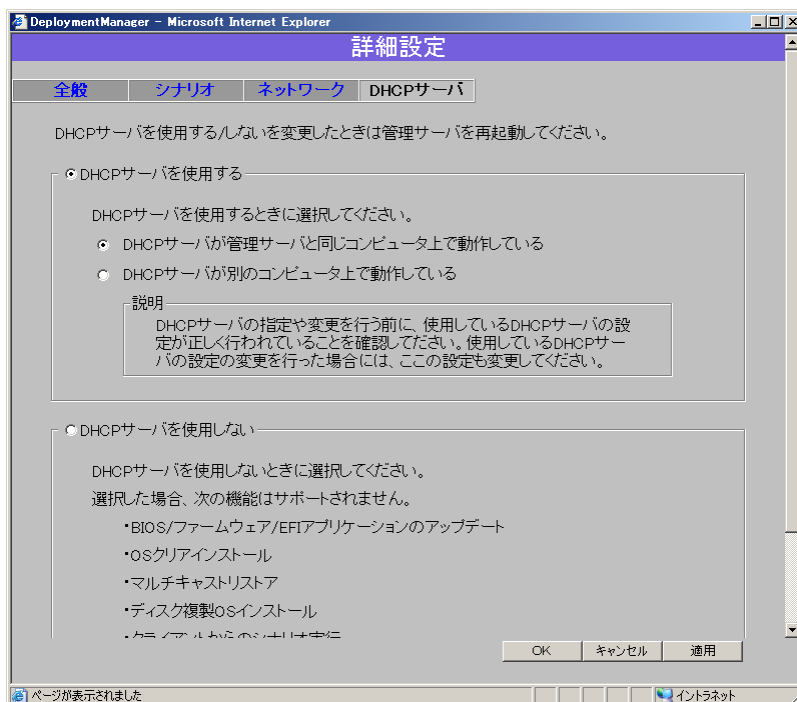 DeploymentManager - Microsoft Internet Explorer
詳細設定
全般 シナリオ ネットワーク DHCPサーバ
DHCPサーバを使用する/しないを変更したときは管理サーバを再起動してください。
DHCPサーバを使用する
DHCPサーバを使用するときに選択してください。
DHCPサーバが管理サーバと同じコンピュータ上で動作している
DHCPサーバが別のコンピュータ上で動作している
説明
DHCPサーバの指定や変更を行う前に、使用しているDHCPサーバの設
定が正しく行われていることを確認してださい。使用しているDHCPサー
バの設定の変更を行った場合には、ここの設定も変更してください。
DHCPサーバを使用しない
DHCPサーバを使用しないときに選択してください。
選択した場合、次の機能はサポートされません。
・BIOS/ファームウェア/EFIアプリケーションのアップデート
・OSクリアインストール
・マルチキャストリストア
・ディスク複製OSインストール
・クライアントからのシナリオ実行
OK キャンセル 適用
ページが表示されました イントラネット